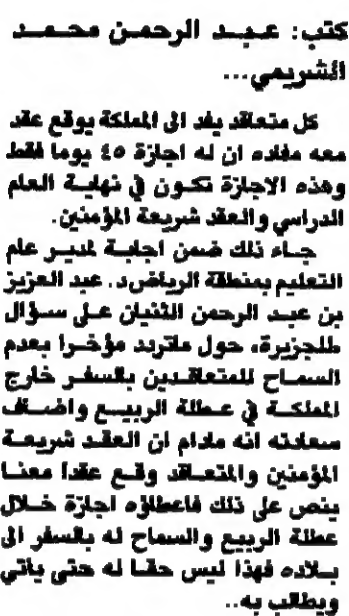 كتب: عبد الرحمن محمد
الشريمي...
كل متعاقد يفد الى المملكة يوقع عقد
معه مفاده ان له اجازة ٤٥ يوما فقط
وهذه الاجازة تكون في نهاية العام
الدراسي والعقد شريعة المؤمنين.
جاء ذلك ضمن اجابة لمدير عام
التعليم بمنطقة الرياض د. عبد العزيز
بن عبد الرحمن الثنيان على سؤال
للجزيرة، حول ماتردد مؤخرا بعدم
السماح للمتعاقدين بالسفر خارج
المملكة في عطلة الربيع واضاف
سعادته انه مادام ان العقد شريعة
المؤمنين والمتعاقد وقع عقدا معنا
ينص على ذلك فاعطاؤه اجازة خلال
عطلة الربيع والسماح له بالسفر الى
بلاده فهذا ليس حقا له حتى ياتي
ويطالب به..